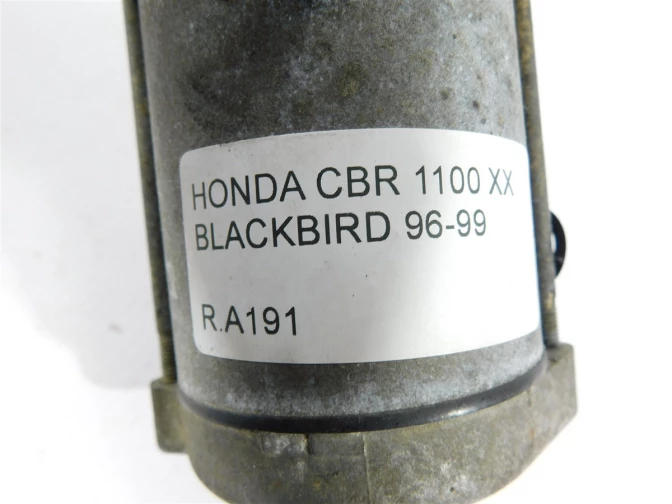 HONDA CBR 1100 XX
BLACKBIRD 96-99
R.A191